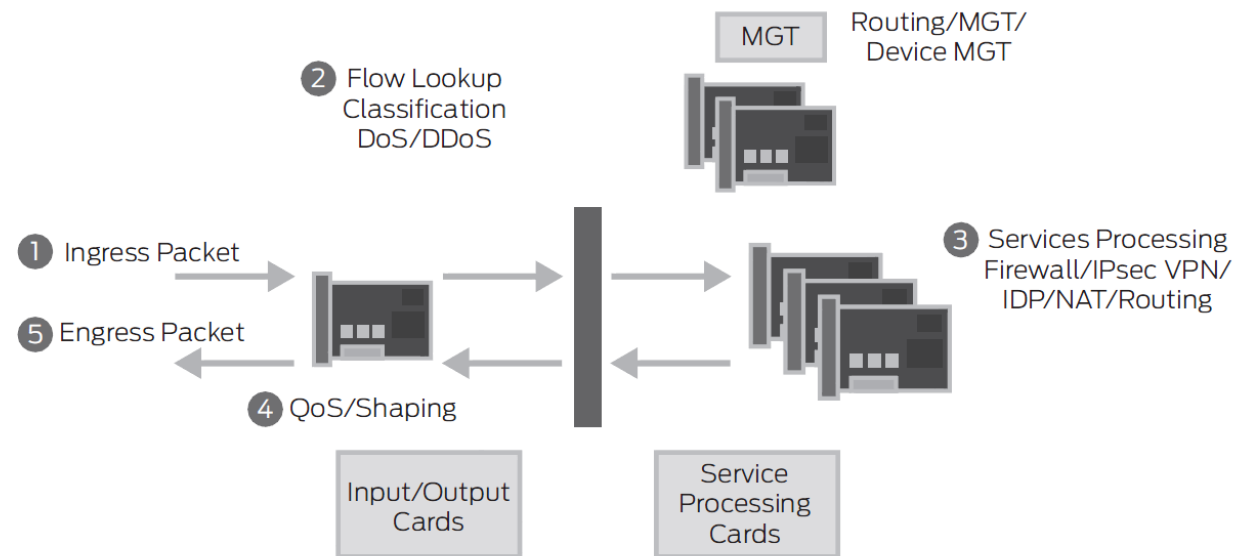 MGT
Routing/MGT/
Device MGT
2 Flow Lookup
Classification
DoS/DDoS
1 Ingress Packet
3 Services Processing
Firewall/IPsec VPN/
IDP/NAT/Routing
5 Engress Packet
4 QoS/Shaping
Input/Output
Cards
Service
Processing
Cards